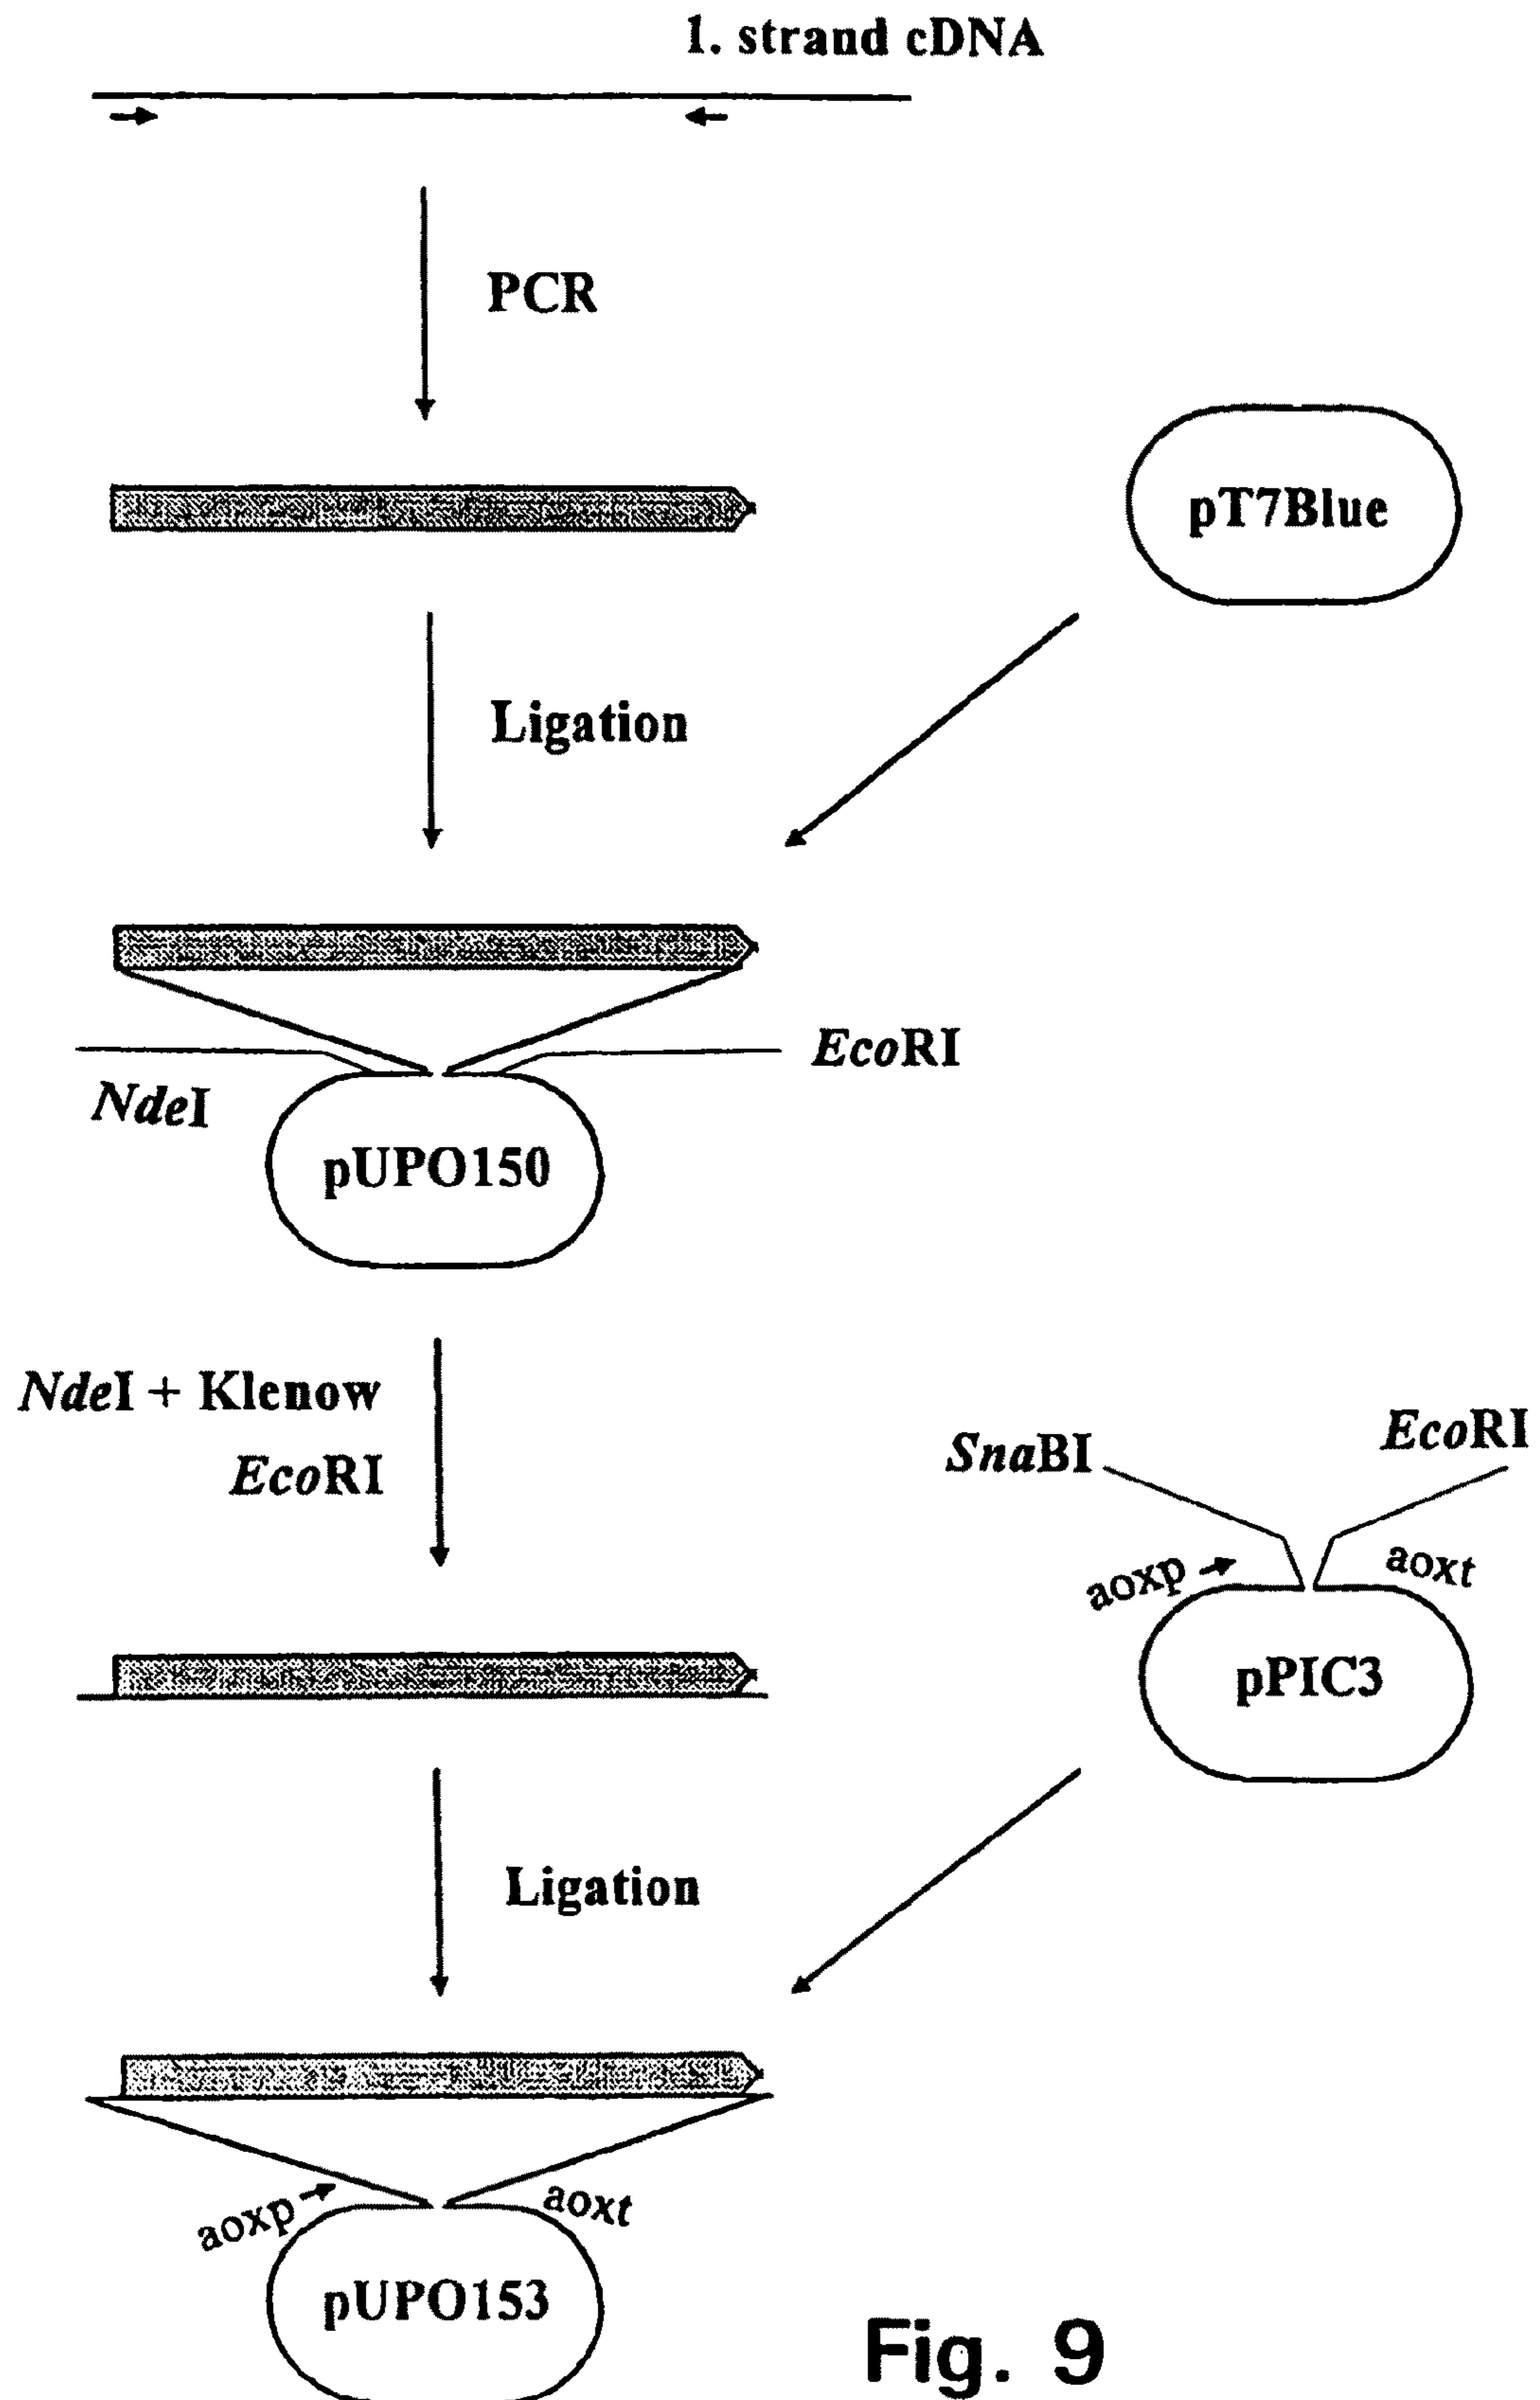 1. strand cDNA
PCR
pT7Blue
Ligation
EcoRI
NdeI
pUPO150
NdeI + Klenow
EcoRI
SnaBI
EcoRI
aoxp
aoxt
pPIC3
Ligation
aoxp
aoxt
pUPO153
Fig. 9